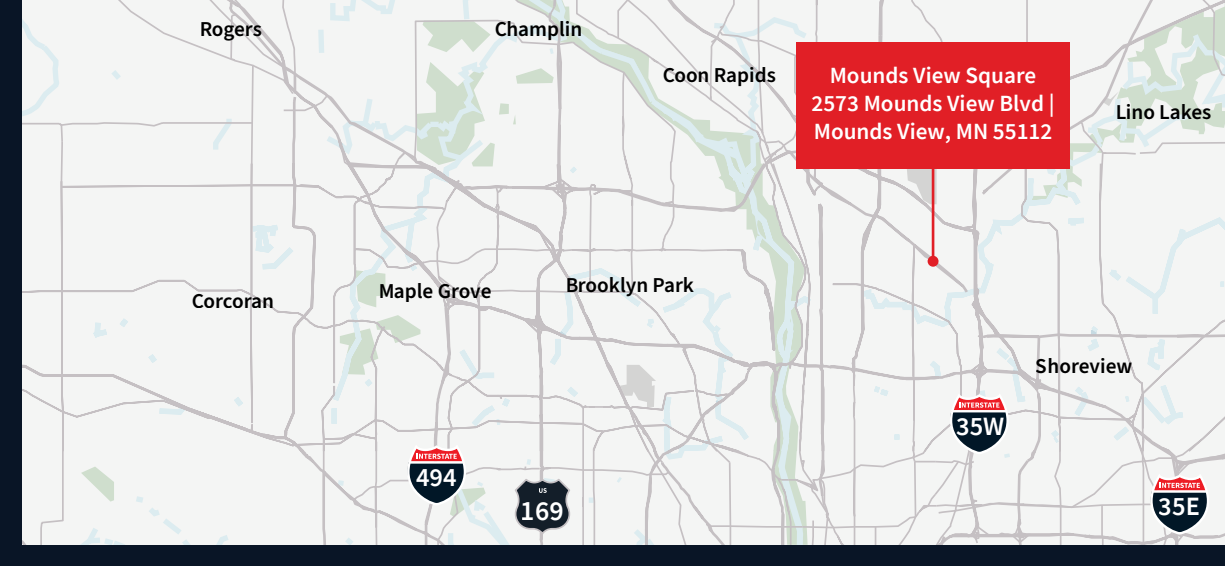 Rogers
Champlin
Coon Rapids
Mounds View Square
2573 Mounds View Blvd |
Mounds View, MN 55112
Lino Lakes
Corcoran
Maple Grove
Brooklyn Park
Shoreview
INTERSTATE
35W
INTERSTATE
494
US
169
INTERSTATE
35E